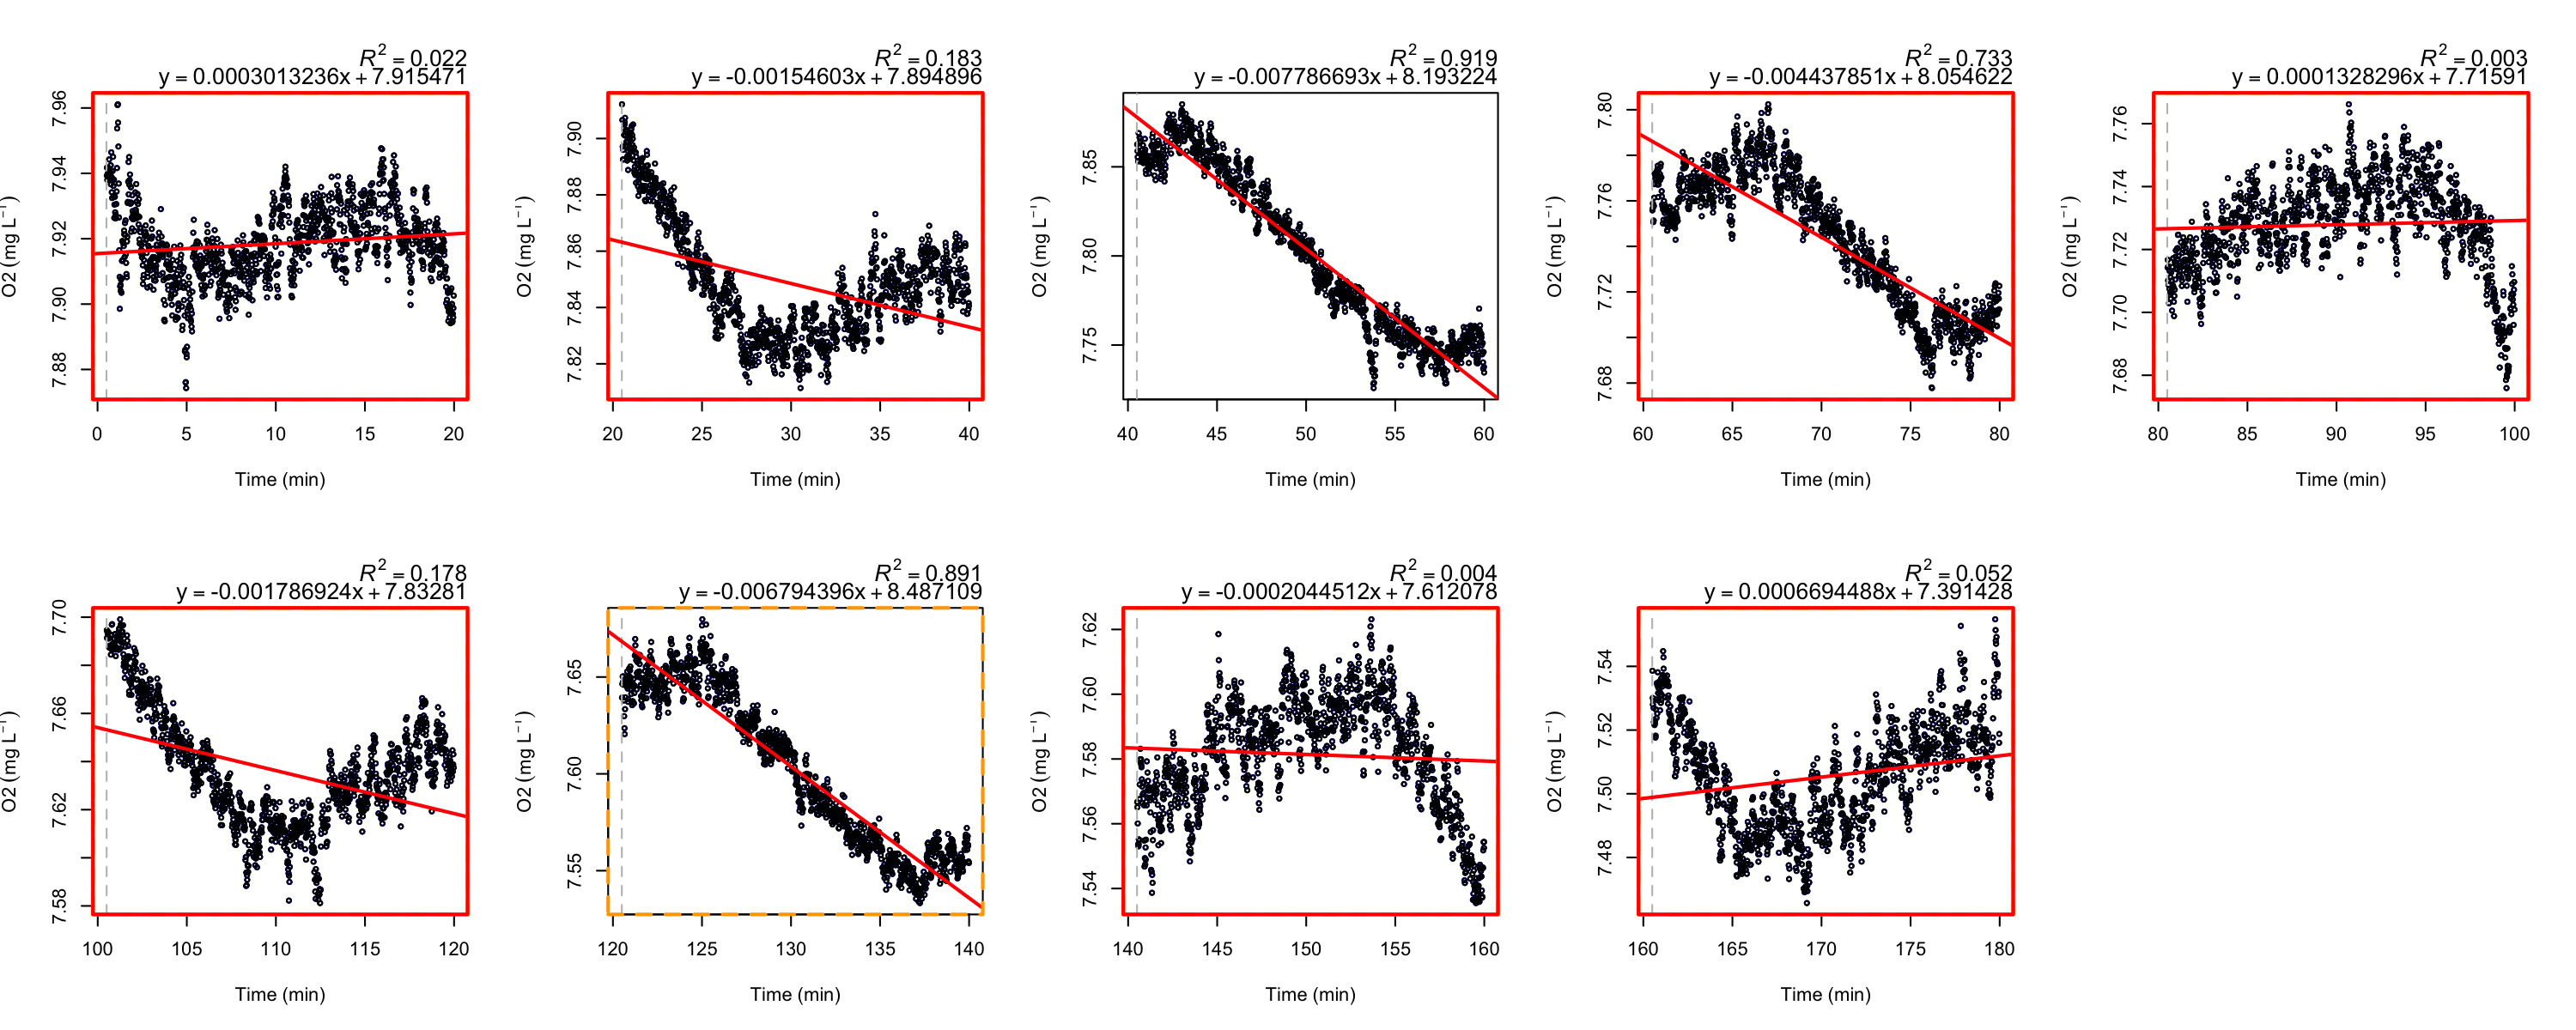 R² = 0.022
y = 0.0003013236x + 7.915471
O2 (mg L⁻¹)
7.96
7.94
7.92
7.90
7.88
0 5 10 15 20
Time (min)
R² = 0.183
y = -0.00154603x + 7.894896
O2 (mg L⁻¹)
7.90
7.88
7.86
7.84
7.82
20 25 30 35 40
Time (min)
R² = 0.919
y = -0.007786693x + 8.193224
O2 (mg L⁻¹)
7.85
7.80
7.75
40 45 50 55 60
Time (min)
R² = 0.733
y = -0.004437851x + 8.054622
O2 (mg L⁻¹)
7.80
7.76
7.72
7.68
60 65 70 75 80
Time (min)
R² = 0.003
y = 0.0001328296x + 7.71591
O2 (mg L⁻¹)
7.76
7.74
7.72
7.70
7.68
80 85 90 95 100
Time (min)
R² = 0.178
y = -0.001786924x + 7.83281
O2 (mg L⁻¹)
7.70
7.66
7.62
7.58
100 105 110 115 120
Time (min)
R² = 0.891
y = -0.006794396x + 8.487109
O2 (mg L⁻¹)
7.65
7.60
7.55
120 125 130 135 140
Time (min)
R² = 0.004
y = -0.0002044512x + 7.612078
O2 (mg L⁻¹)
7.62
7.60
7.58
7.56
7.54
140 145 150 155 160
Time (min)
R² = 0.052
y = 0.0006694488x + 7.391428
O2 (mg L⁻¹)
7.54
7.52
7.50
7.48
160 165 170 175 180
Time (min)